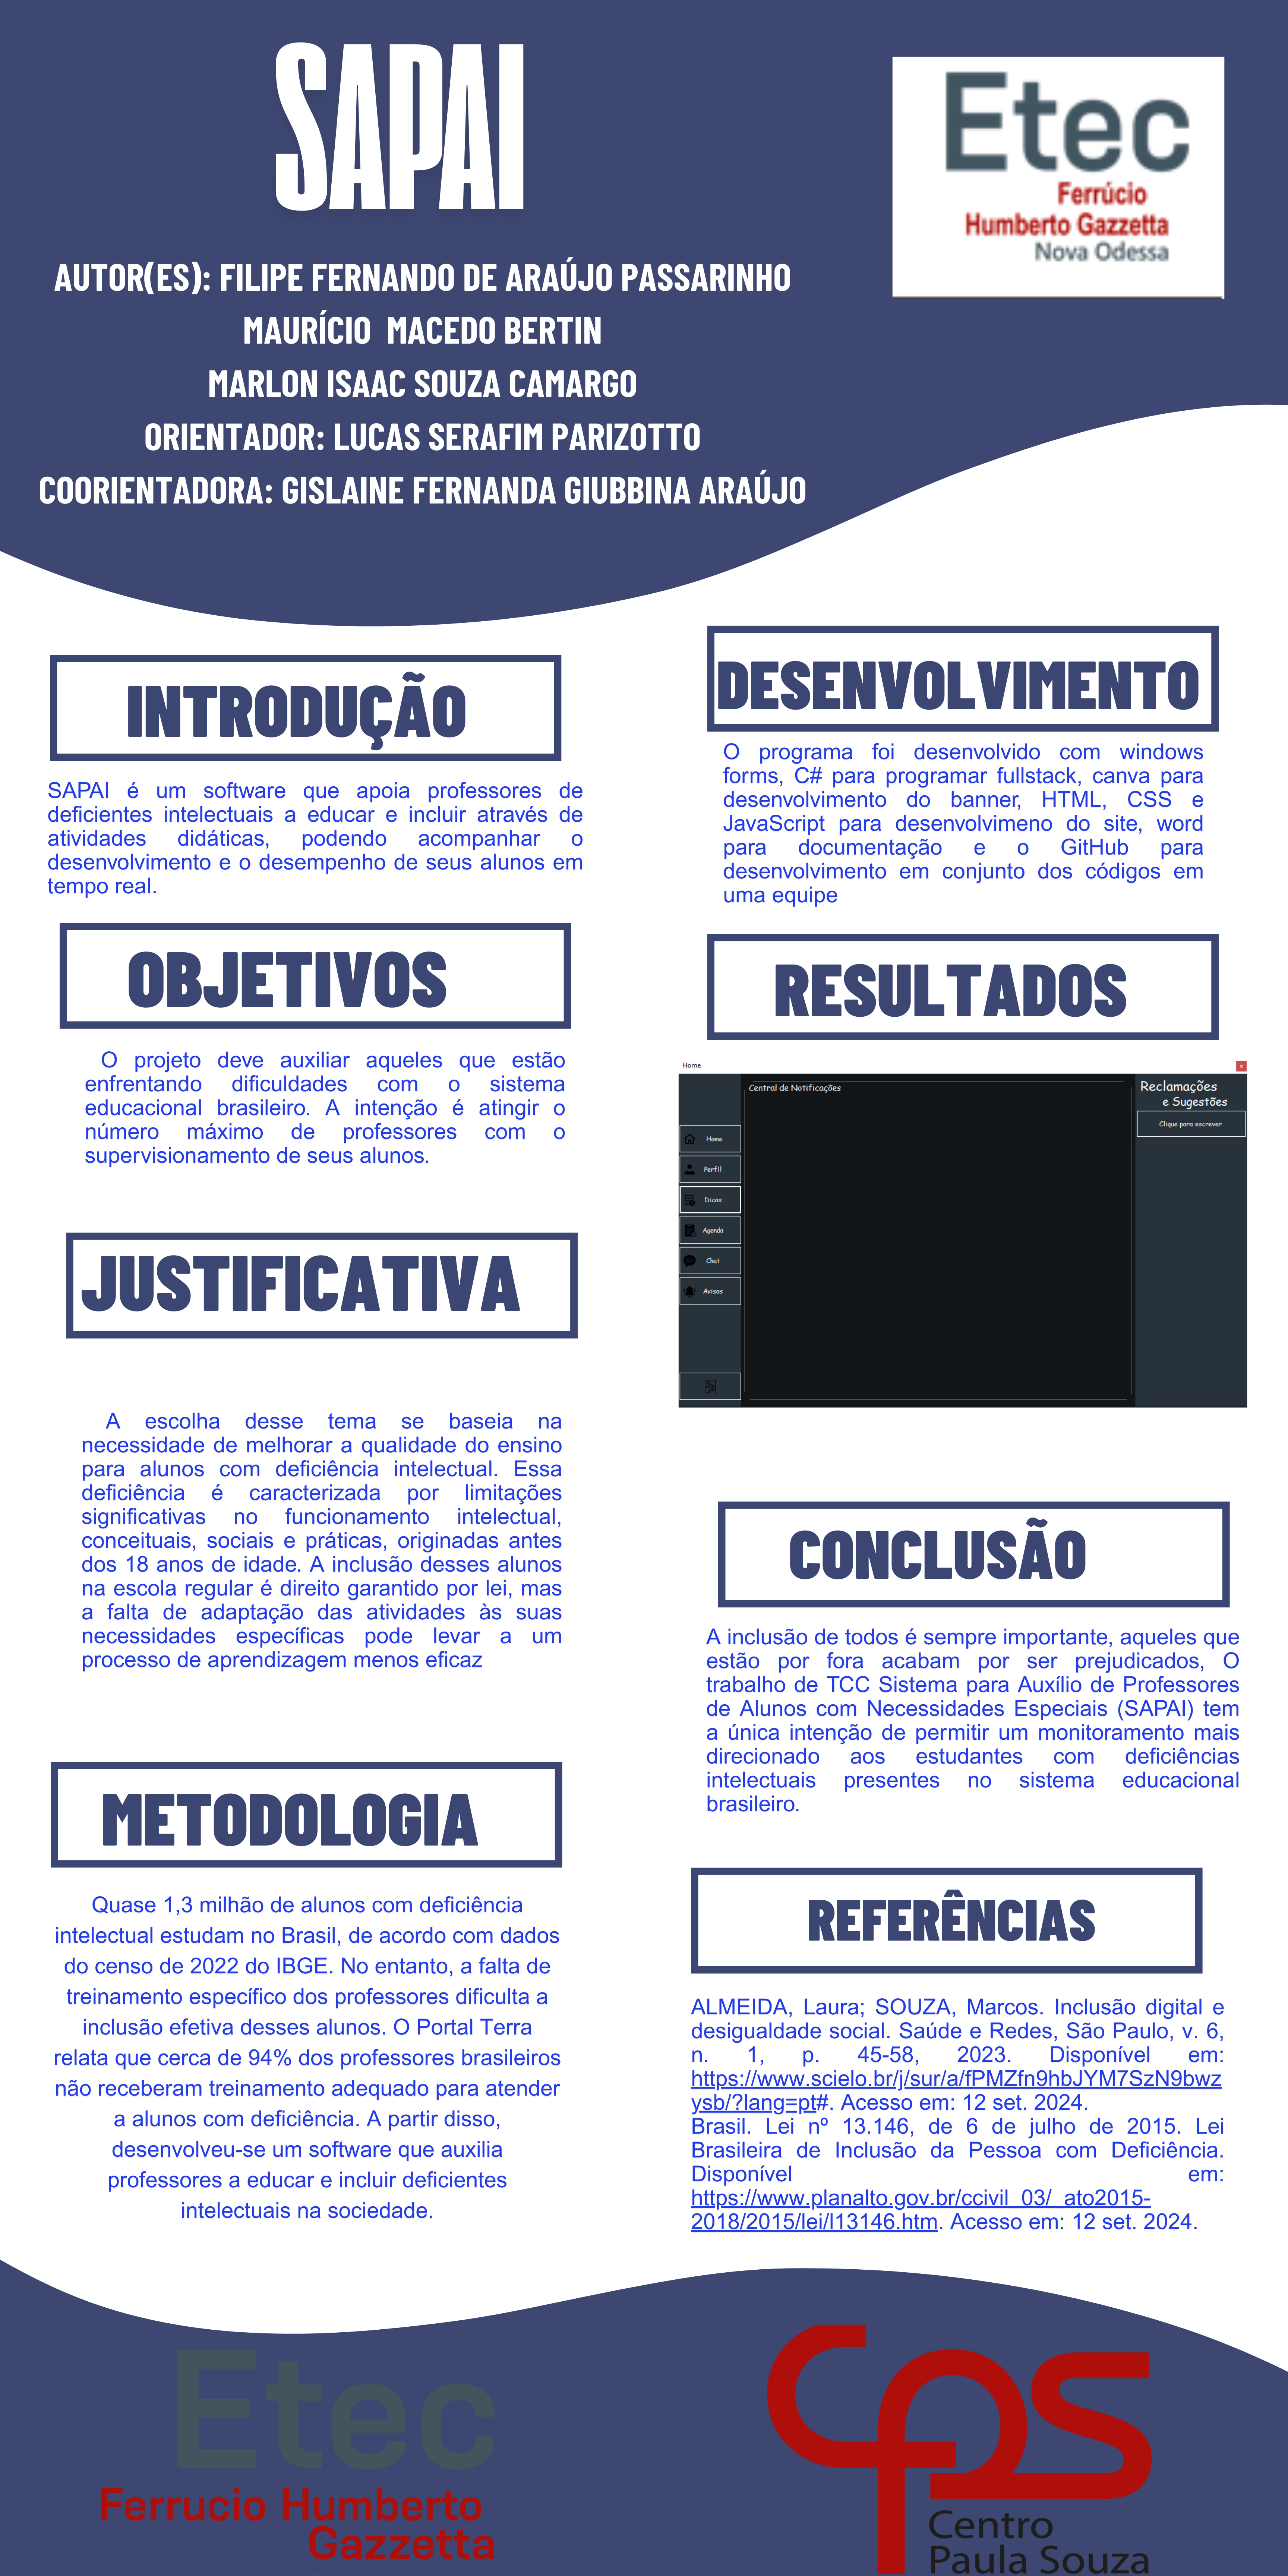 SAPAI
AUTOR(ES): FILIPE FERNANDO DE ARAÚJO PASSARINHO
MAURÍCIO MACEDO BERTIN
MARLON ISAAC SOUZA CAMARGO
ORIENTADOR: LUCAS SERAFIM PARIZOTTO
COORIENTADORA: GISLAINE FERNANDA GIUBBINA ARAÚJO
Etec
Ferrúcio
Humberto Gazzetta
Nova Odessa
INTRODUÇÃO
SAPAI é um software que apoia professores de
deficientes intelectuais a educar e incluir através de
atividades didáticas, podendo acompanhar o
desenvolvimento e o desempenho de seus alunos em
tempo real.
OBJETIVOS
O projeto deve auxiliar aqueles que estão
enfrentando dificuldades com o sistema
educacional brasileiro. A intenção é atingir o
número máximo de professores com o
supervisionamento de seus alunos.
JUSTIFICATIVA
A escolha desse tema se baseia na
necessidade de melhorar a qualidade do ensino
para alunos com deficiência intelectual. Essa
deficiência é caracterizada por limitações
significativas no funcionamento intelectual,
conceituais, sociais e práticas, originadas antes
dos 18 anos de idade. A inclusão desses alunos
na escola regular é direito garantido por lei, mas
a falta de adaptação das atividades às suas
necessidades específicas pode levar a um
processo de aprendizagem menos eficaz
METODOLOGIA
Quase 1,3 milhão de alunos com deficiência
intelectual estudam no Brasil, de acordo com dados
do censo de 2022 do IBGE. No entanto, a falta de
treinamento específico dos professores dificulta a
inclusão efetiva desses alunos. O Portal Terra
relata que cerca de 94% dos professores brasileiros
não receberam treinamento adequado para atender
a alunos com deficiência. A partir disso,
desenvolveu-se um software que auxilia
professores a educar e incluir deficientes
intelectuais na sociedade.
DESENVOLVIMENTO
O programa foi desenvolvido com windows
forms, C# para programar fullstack, canva para
desenvolvimento do banner, HTML, CSS e
JavaScript para desenvolvimeno do site, word
para documentação e o GitHub para
desenvolvimento em conjunto dos códigos em
uma equipe
RESULTADOS
Home
x
Central de Notificações
Reclamações
e Sugestões
Clique para escrever
Home
Perfil
Dicas
Agenda
Chat
Avisos
CONCLUSÃO
A inclusão de todos é sempre importante, aqueles que
estão por fora acabam por ser prejudicados, O
trabalho de TCC Sistema para Auxílio de Professores
de Alunos com Necessidades Especiais (SAPAI) tem
a única intenção de permitir um monitoramento mais
direcionado aos estudantes com deficiências
intelectuais presentes no sistema educacional
brasileiro.
REFERÊNCIAS
ALMEIDA, Laura; SOUZA, Marcos. Inclusão digital e
desigualdade social. Saúde e Redes, São Paulo, v. 6,
n. 1, p. 45-58, 2023. Disponível em:
https://www.scielo.br/j/sur/a/fPMZfn9hbJYM7SzN9bwz
ysb/?lang=pt#. Acesso em: 12 set. 2024.
Brasil. Lei nº 13.146, de 6 de julho de 2015. Lei
Brasileira de Inclusão da Pessoa com Deficiência.
Disponível em:
https://www.planalto.gov.br/ccivil_03/_ato2015-
2018/2015/lei/l13146.htm. Acesso em: 12 set. 2024.
Etec
Ferrucio Humberto
Gazzetta
cps
Centro
Paula Souza